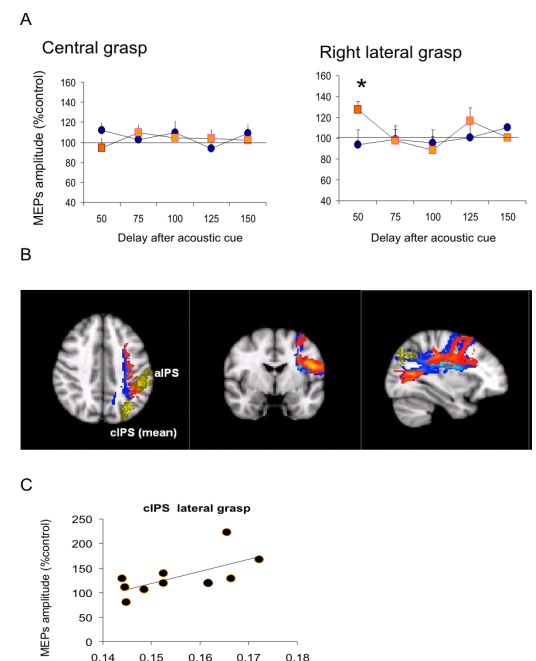 A
Central grasp
Right lateral grasp
MEPs amplitude (%control)
160
140
120
100
80
60
40
50 75 100 125 150
Delay after acoustic cue
160
140
120
100
80
60
40
*
50 75 100 125 150
Delay after acoustic cue
B
aIPS
cIPS (mean)
C
cIPS lateral grasp
MEPs amplitude (%control)
250
200
150
100
50
0
0.14 0.15 0.16 0.17 0.18